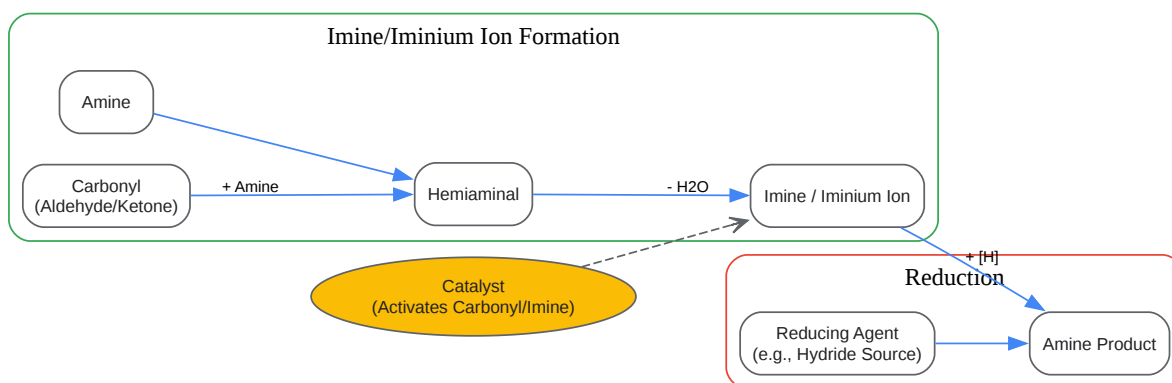 Imine/Iminium Ion Formation
Amine
Carbonyl
(Aldehyde/Ketone)
+ Amine
Hemiaminal
- H2O
Imine / Iminium Ion
Catalyst
(Activates Carbonyl/Imine)
+ [H]
Reduction
Reducing Agent
(e.g., Hydride Source)
Amine Product